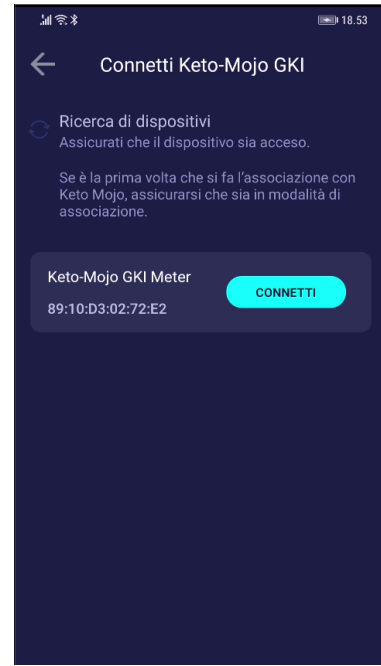 18.53
Connetti Keto-Mojo GKI
Ricerca di dispositivi
Assicurati che il dispositivo sia acceso.
Se è la prima volta che si fa l'associazione con
Keto Mojo, assicurarsi che sia in modalità di
associazione.
Keto-Mojo GKI Meter
CONNETTI
89:10:D3:02:72:E2